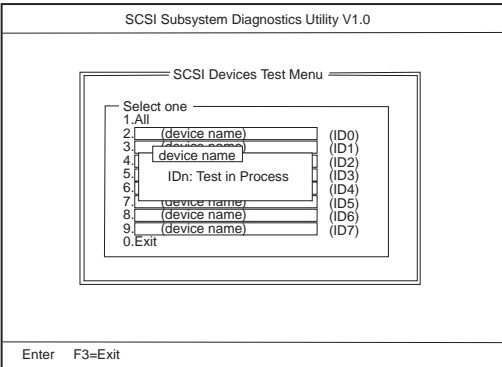 SCSI Subsystem Diagnostics Utility V1.0
SCSI Devices Test Menu
Select one
1.All
2. (device name) (ID0)
3. (device name) (ID1)
4. (ID2)
device name
5. IDn: Test in Process (ID3)
6. (ID4)
7. (device name) (ID5)
8. (device name) (ID6)
9. (device name) (ID7)
0.Exit
Enter F3=Exit